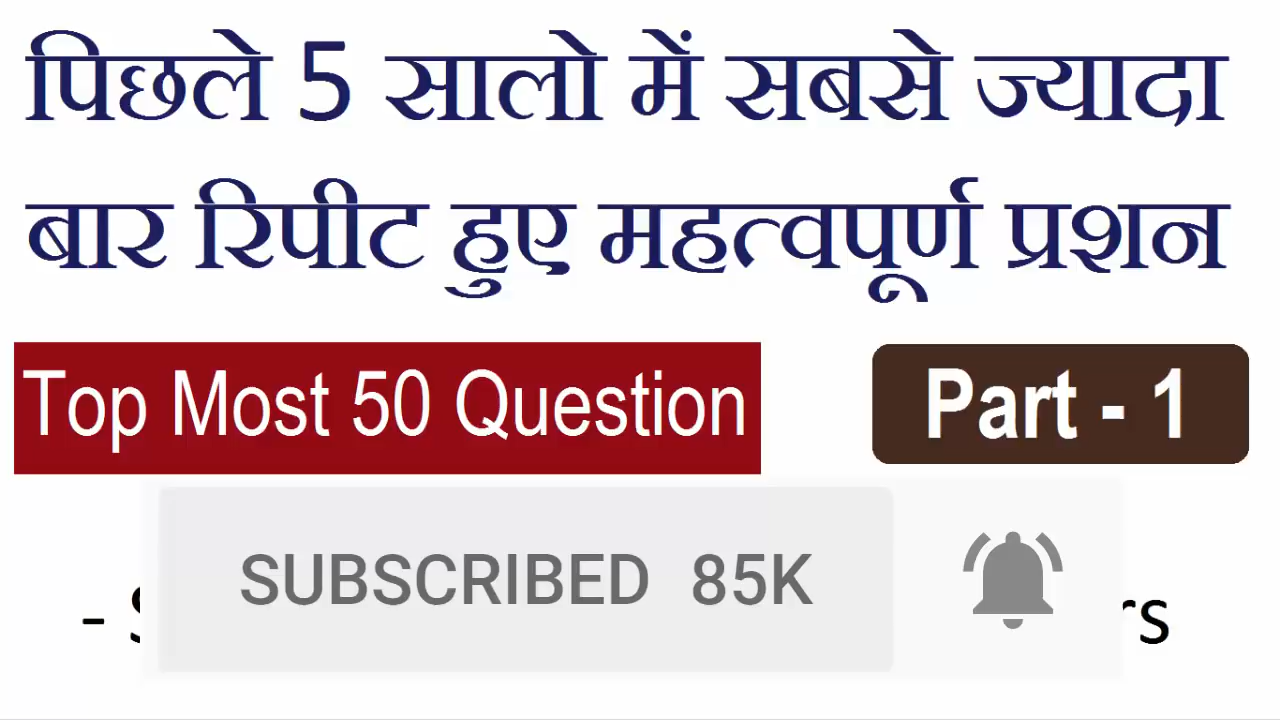 पिछले 5 सालो में सबसे ज्यादा
बार रिपीट हुए महत्वपूर्ण प्रशन
Top Most 50 Question
Part - 1
SUBSCRIBED 85K